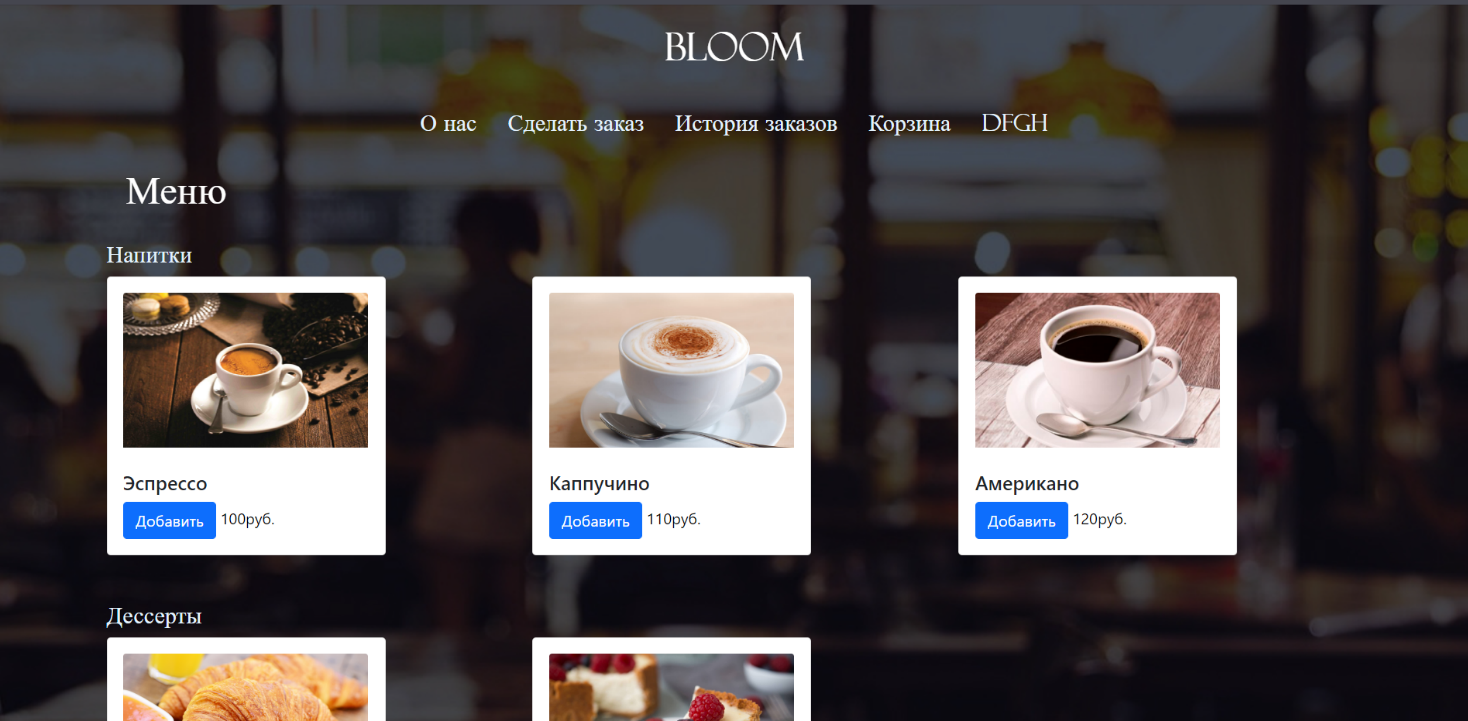 BLOOM
О нас Сделать заказ История заказов Корзина DFGH
Меню
Напитки
Эспрессо
Добавить 100руб.
Каппучино
Добавить 110руб.
Американо
Добавить 120руб.
Дессерты